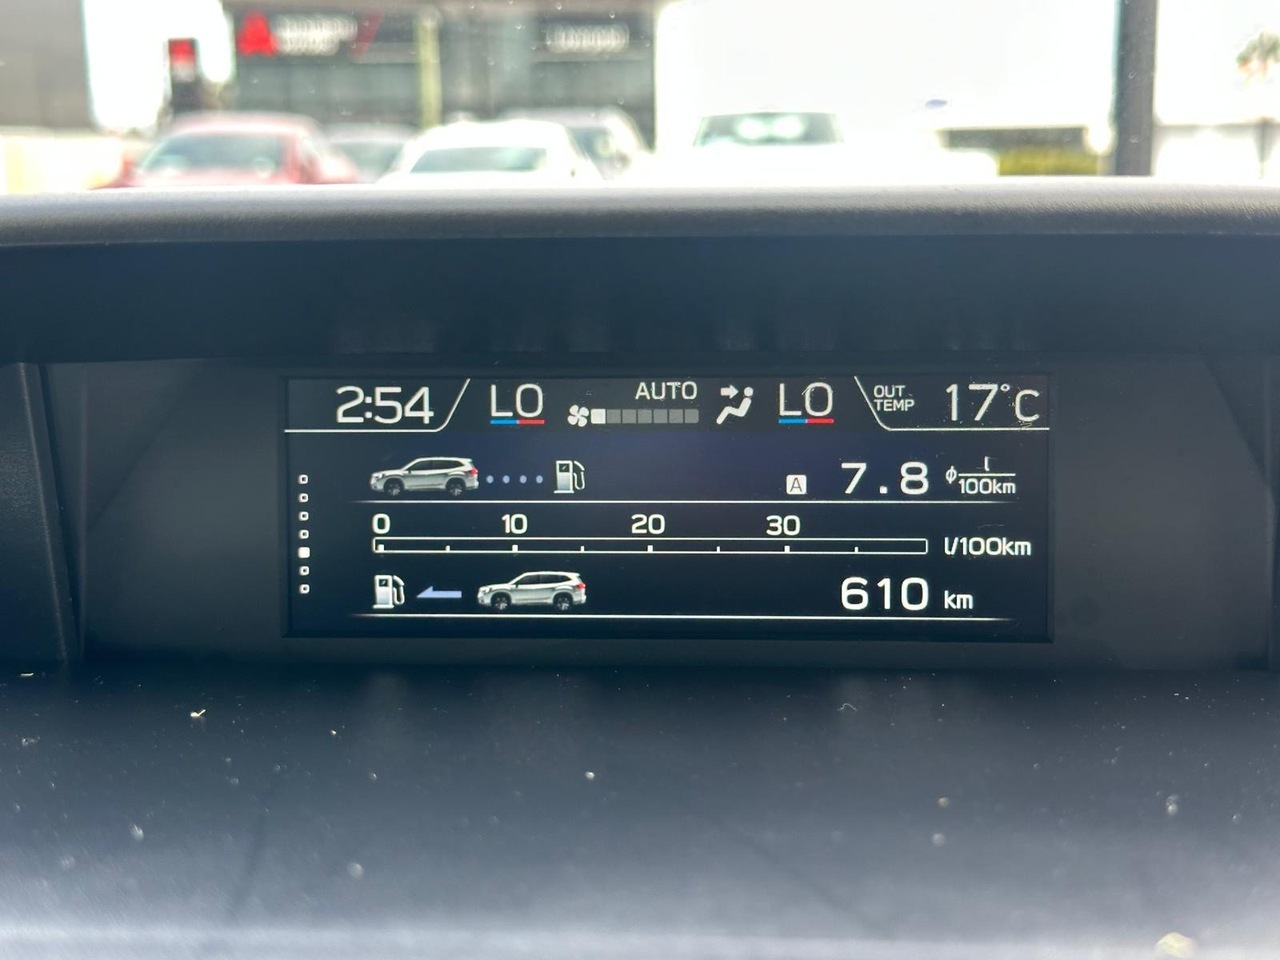 2:54
LO
AUTO
LO
OUT
TEMP
17°C
A
7.8
ϕ l
100km
0 10 20 30
l/100km
610 km